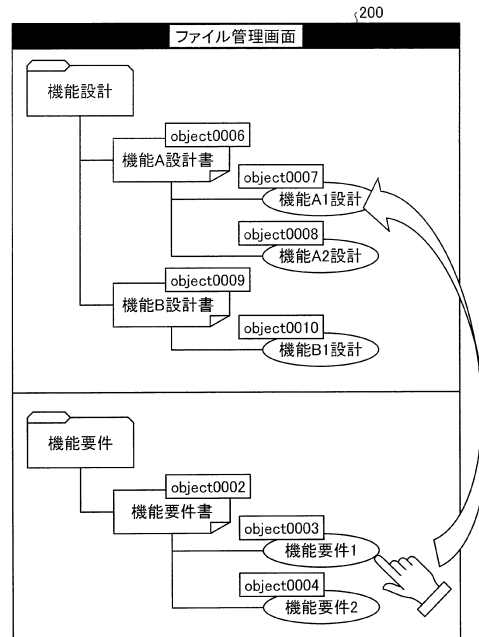 200
ファイル管理画面
機能設計
object0006
機能A設計書
object0007
機能A1設計
object0008
機能A2設計
object0009
機能B設計書
object0010
機能B1設計
機能要件
object0002
機能要件書
object0003
機能要件1
object0004
機能要件2